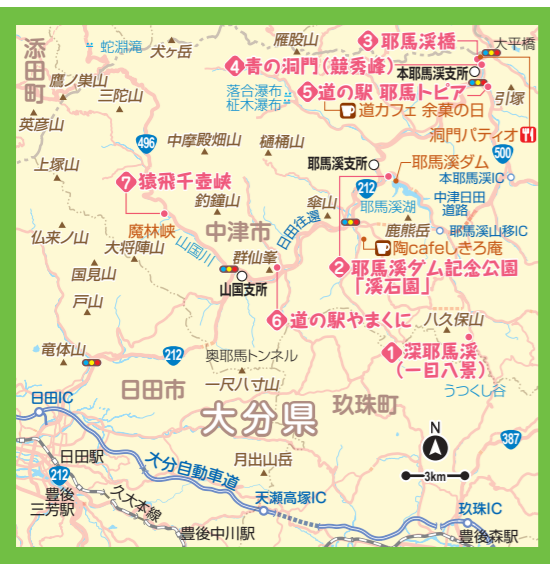 添田町
蛇淵滝
犬ヶ岳
雁股山
3 耶馬溪橋
大平橋
4 青の洞門(競秀峰)
本耶馬渓支所
鷹ノ巣山
三陀山
落合瀑布
柾木瀑布
5 道の駅 耶馬トピア
引塚
道カフェ 余菓の日
英彦山
洞門パティオ
496
中摩殿畑山
樋桶山
500
上塚山
耶馬溪支所
耶馬溪ダム
本耶馬渓IC
7 猿飛千壺峡
212
中津日田
道路
釣鐘山
傘山
耶馬溪湖
魔林峡
仏来ノ山
大将陣山
山国川
中津市
日田往還
鹿熊岳
耶馬溪山移IC
陶cafeしきろ庵
国見山
群仙峯
山国支所
2 耶馬溪ダム記念公園
「溪石園」
戸山
6 道の駅やまくに
八久保山
竜体山
212
奥耶馬トンネル
1 深耶馬溪
(一目八景)
一尺八寸山
日田市
玖珠町
うつくし谷
日田IC
大分県
387
N
日田駅
大分自動車道
月出山岳
3km
212
豊後
三芳駅
久大本線
天瀬高塚IC
玖珠IC
豊後中川駅
豊後森駅